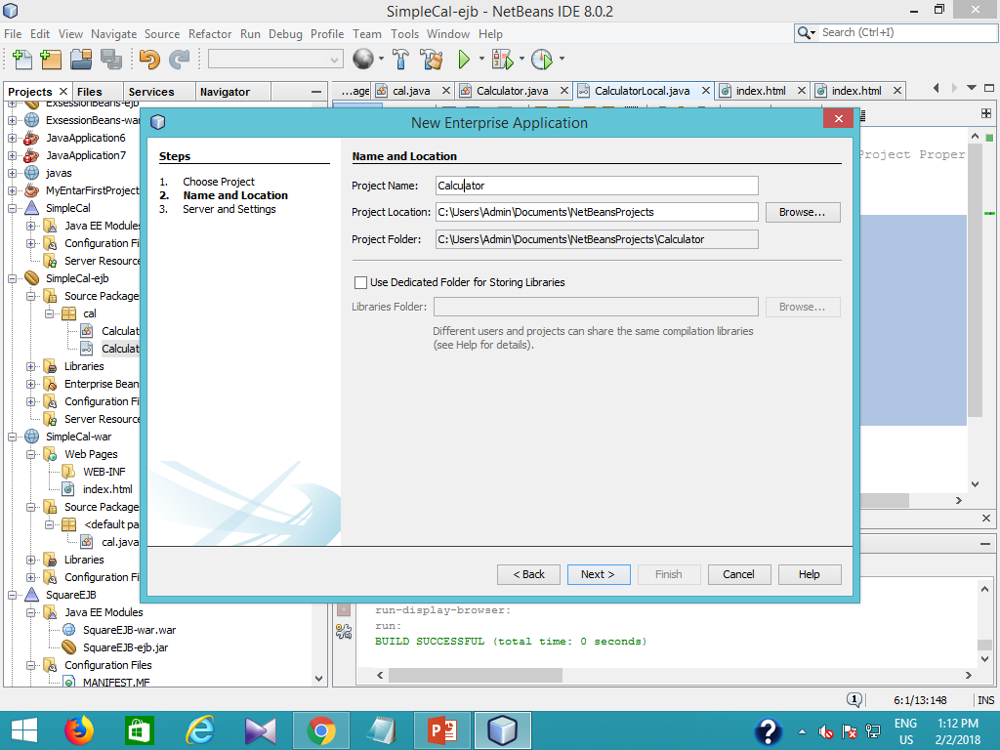 SimpleCal-ejb - NetBeans IDE 8.0.2
File Edit View Navigate Source Refactor Run Debug Profile Team Tools Window Help
Search (Ctrl+I)
Projects Files Services Navigator
...age cal.java Calculator.java CalculatorLocal.java index.html index.html
ExsessionBeans-ejb
ExsessionBeans-war
JavaApplication6
JavaApplication7
javas
MyEntarFirstProject
SimpleCal
Java EE Modules
Configuration Fi
Server Resource
SimpleCal-ejb
Source Package
cal
Calculat
Calculat
Libraries
Enterprise Bean
Configuration Fi
Server Resource
SimpleCal-war
Web Pages
WEB-INF
index.html
Source Package
<default pa
cal.java
Libraries
Configuration Fi
SquareEJB
Java EE Modules
SquareEJB-war.war
SquareEJB-ejb.jar
Configuration Files
MANIFEST.MF
Project Proper
New Enterprise Application
Steps
1. Choose Project
2. Name and Location
3. Server and Settings
Name and Location
Project Name: Calculator
Project Location: C:\Users\Admin\Documents\NetBeansProjects Browse...
Project Folder: C:\Users\Admin\Documents\NetBeansProjects\Calculator
Use Dedicated Folder for Storing Libraries
Libraries Folder: Browse...
Different users and projects can share the same compilation libraries
(see Help for details).
< Back Next > Finish Cancel Help
run-display-browser:
run:
BUILD SUCCESSFUL (total time: 0 seconds)
1 6:1/13:148 INS
ENG 1:12 PM
US 2/2/2018